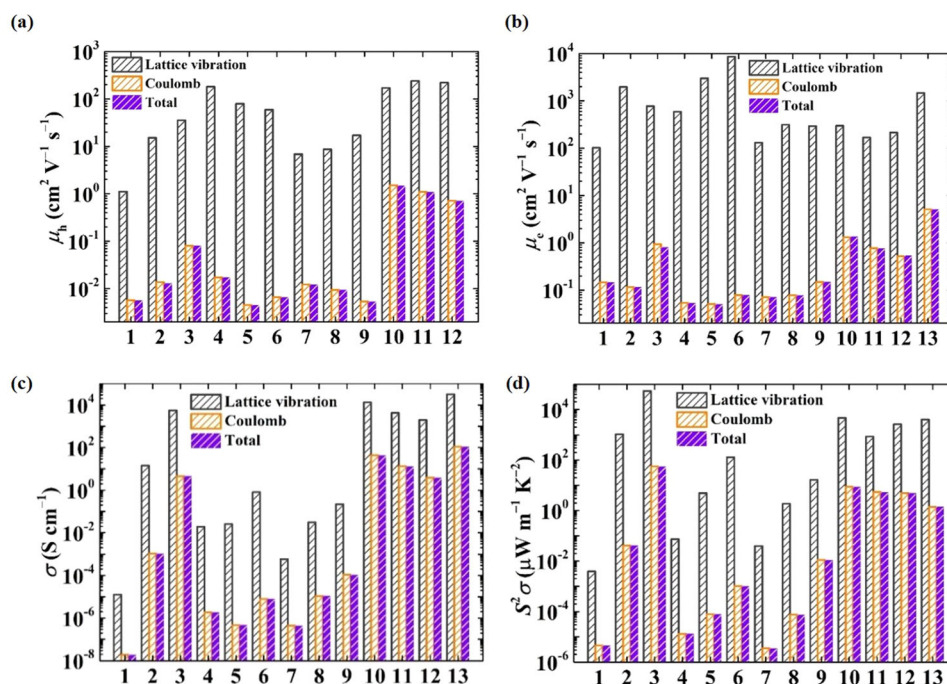 (a)
μh (cm² V⁻¹ s⁻¹)
10³
10²
10¹
10⁰
10⁻¹
10⁻²
Lattice vibration
Coulomb
Total
1 2 3 4 5 6 7 8 9 10 11 12
(b)
μe (cm² V⁻¹ s⁻¹)
10⁴
10³
10²
10¹
10⁰
10⁻¹
Lattice vibration
Coulomb
Total
1 2 3 4 5 6 7 8 9 10 11 12 13
(c)
σ (S cm⁻¹)
10⁴
10²
10⁰
10⁻²
10⁻⁴
10⁻⁶
10⁻⁸
Lattice vibration
Coulomb
Total
1 2 3 4 5 6 7 8 9 10 11 12 13
(d)
S² σ (μW m⁻¹ K⁻²)
10⁴
10²
10⁰
10⁻²
10⁻⁴
10⁻⁶
Lattice vibration
Coulomb
Total
1 2 3 4 5 6 7 8 9 10 11 12 13